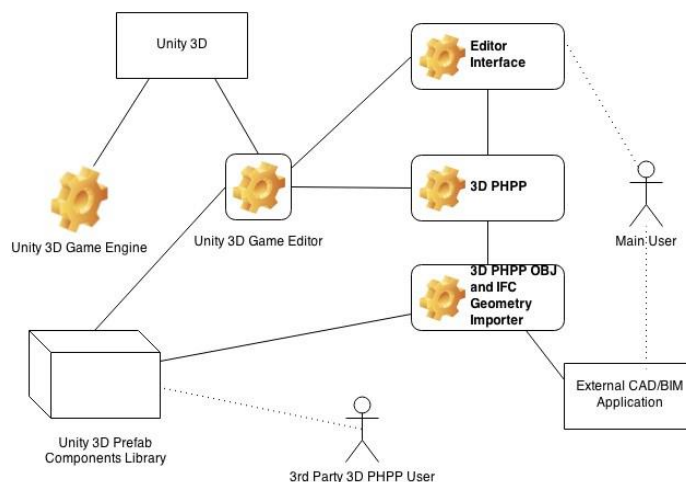 Unity 3D
Editor
Interface
Unity 3D Game Engine
Unity 3D Game Editor
3D PHPP
Main User
3D PHPP OBJ
and IFC
Geometry
Importer
External CAD/BIM
Application
Unity 3D Prefab
Components Library
3rd Party 3D PHPP User